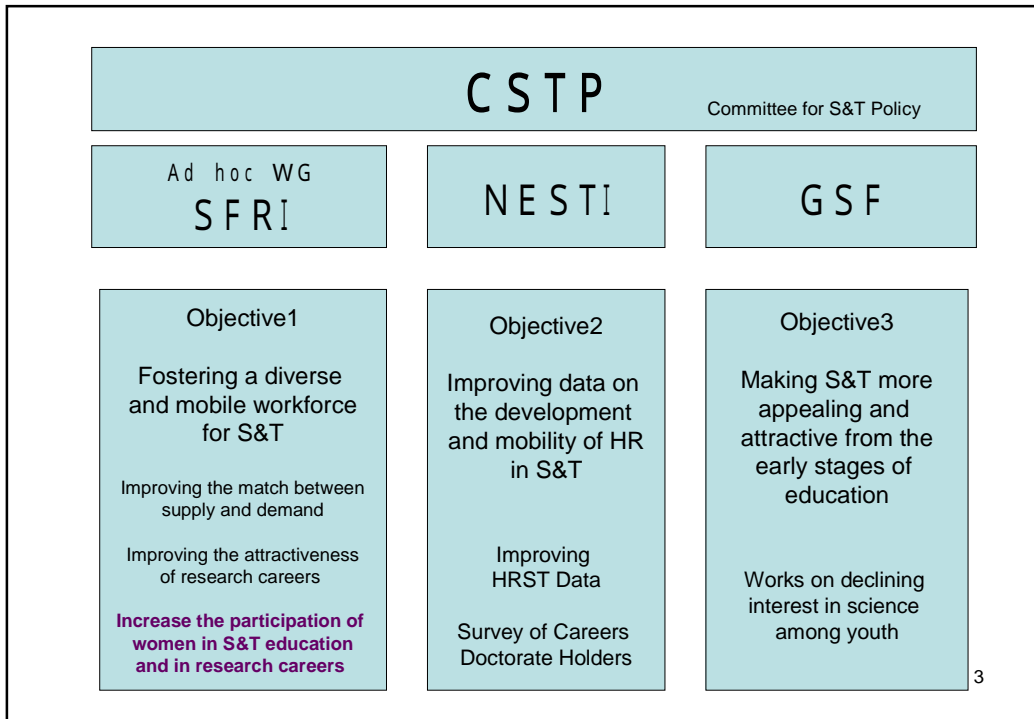 CSTP
Committee for S&T Policy
Ad hoc WG
SFRI
NESTI
GSF
Objective1
Fostering a diverse
and mobile workforce
for S&T
Improving the match between
supply and demand
Improving the attractiveness
of research careers
Increase the participation of
women in S&T education
and in research careers
Objective2
Improving data on
the development
and mobility of HR
in S&T
Improving
HRST Data
Survey of Careers
Doctorate Holders
Objective3
Making S&T more
appealing and
attractive from the
early stages of
education
Works on declining
interest in science
among youth
3